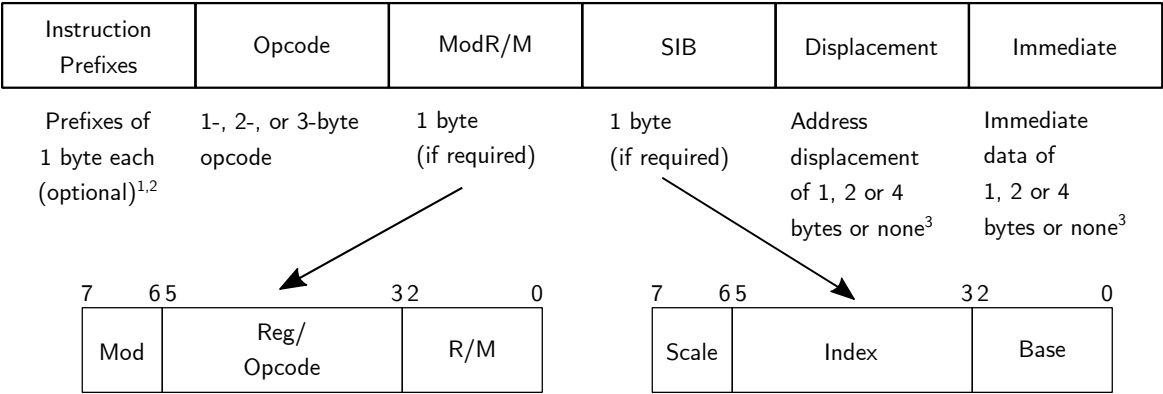 Instruction
Prefixes
Opcode
ModR/M
SIB
Displacement
Immediate
Prefixes of
1 byte each
(optional)1,2
1-, 2-, or 3-byte
opcode
1 byte
(if required)
1 byte
(if required)
Address
displacement
of 1, 2 or 4
bytes or none3
Immediate
data of
1, 2 or 4
bytes or none3
7 6 5 3 2 0
Mod
Reg/
Opcode
R/M
7 6 5 3 2 0
Scale
Index
Base